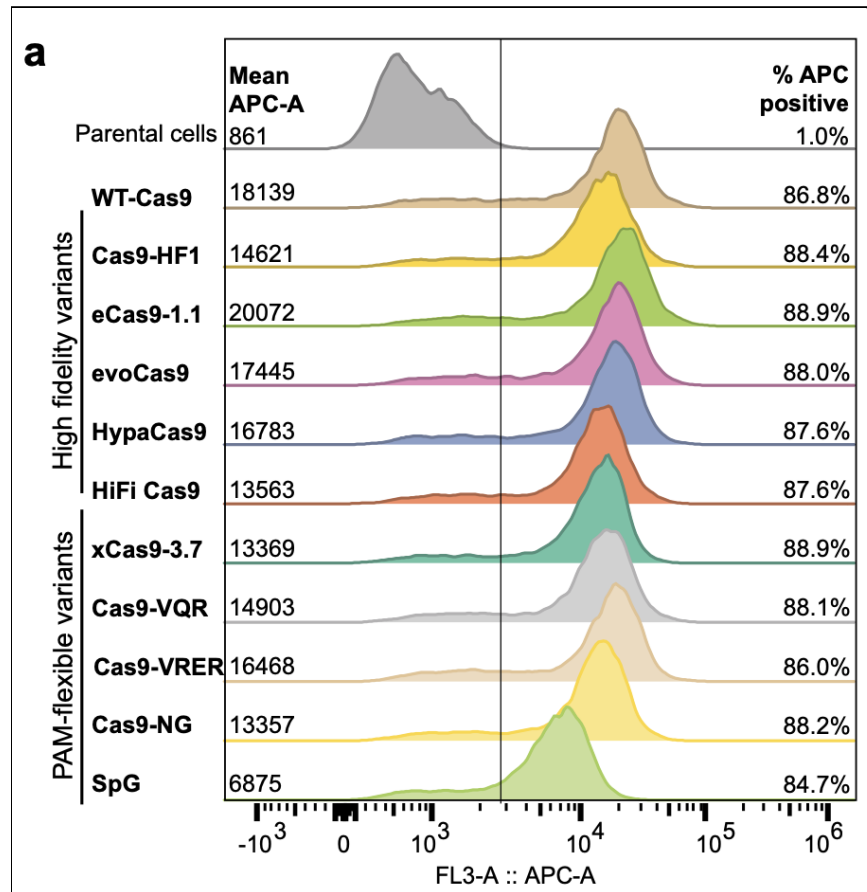 a
Mean
APC-A
% APC
positive
Parental cells 861 1.0%
WT-Cas9 18139 86.8%
High fidelity variants
Cas9-HF1 14621 88.4%
eCas9-1.1 20072 88.9%
evoCas9 17445 88.0%
HypaCas9 16783 87.6%
HiFi Cas9 13563 87.6%
PAM-flexible variants
xCas9-3.7 13369 88.9%
Cas9-VQR 14903 88.1%
Cas9-VRER 16468 86.0%
Cas9-NG 13357 88.2%
SpG 6875 84.7%
-10³ 0 10³ 10⁴ 10⁵ 10⁶
FL3-A :: APC-A